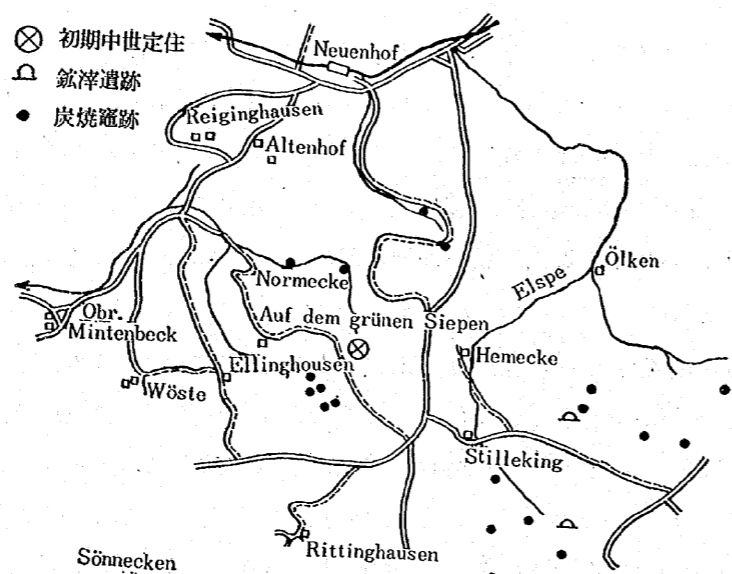 初期中世定住
鉱滓遺跡
炭焼竈跡
Neuenhof
Reiginghausen
Altenhof
Ölken
Normecke
Elspe
Obr.
Mintenbeck
Auf dem grünen Siepen
Hemecke
Ellinghousen
Wöste
Stilleking
Rittinghausen
Sönnecken